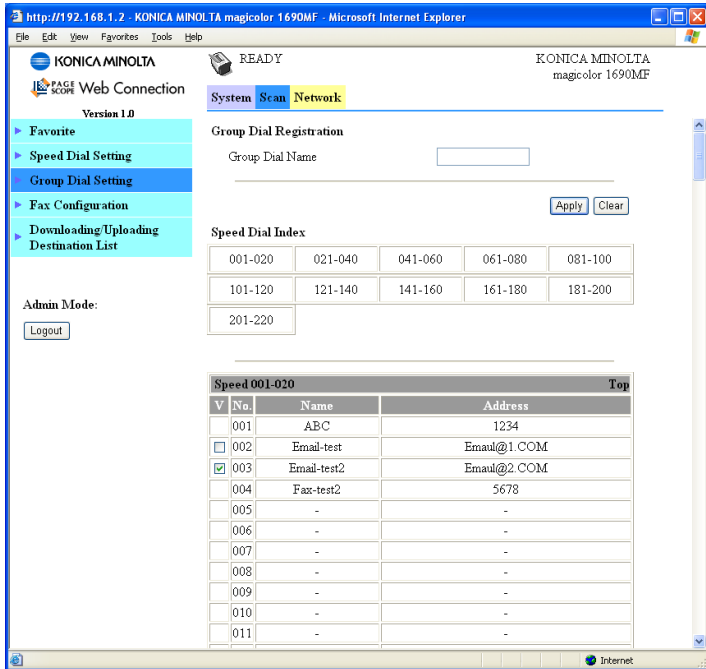 http://192.168.1.2 - KONICA MINOLTA magicolor 1690MF - Microsoft Internet Explorer
File Edit View Favorites Tools Help
KONICA MINOLTA
PAGE SCOPE Web Connection
Version 1.0
READY
KONICA MINOLTA
magicolor 1690MF
System Scan Network
Favorite
Speed Dial Setting
Group Dial Setting
Fax Configuration
Downloading/Uploading
Destination List
Admin Mode:
Logout
Group Dial Registration
Group Dial Name
Apply Clear
Speed Dial Index
001-020 021-040 041-060 061-080 081-100
101-120 121-140 141-160 161-180 181-200
201-220
Speed 001-020 Top
V No. Name Address
001 ABC 1234
002 Email-test Emaul@1.COM
003 Email-test2 Emaul@2.COM
004 Fax-test2 5678
005 - -
006 - -
007 - -
008 - -
009 - -
010 - -
011 - -
Internet